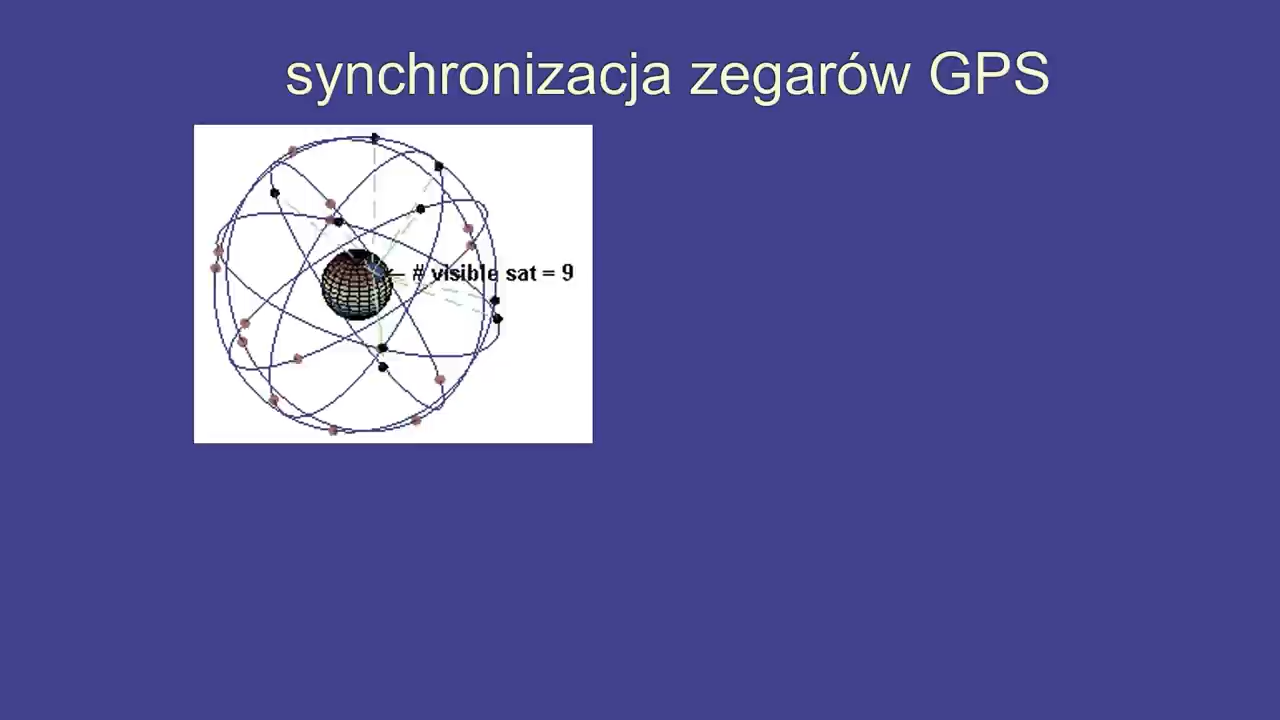 synchronizacja zegarów GPS
# visible sat = 9